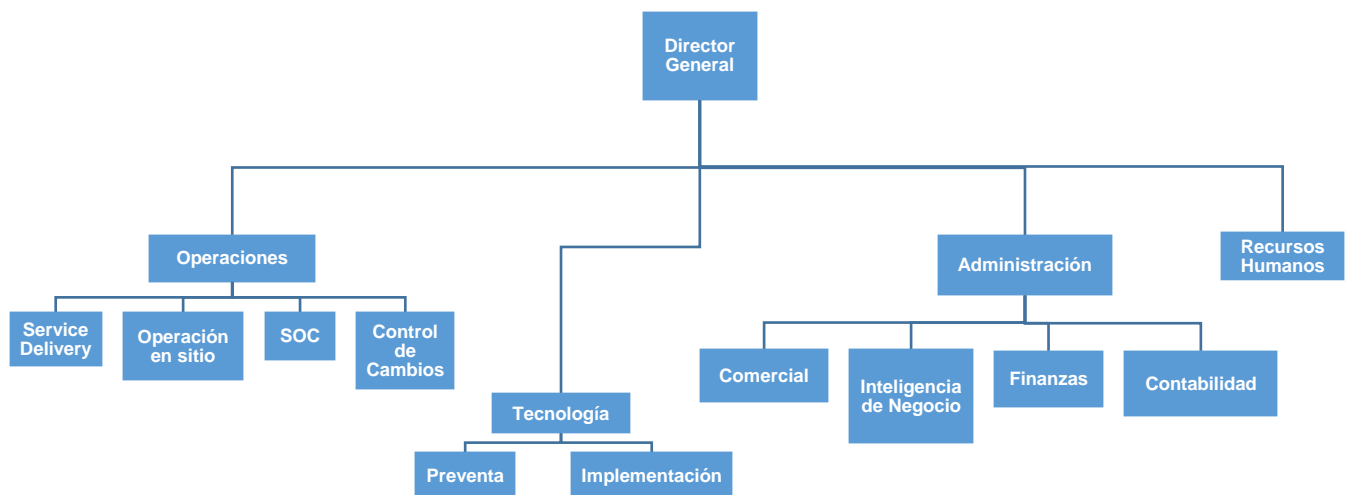 Director
General
Operaciones
Administración
Recursos
Humanos
Service
Delivery
Operación
en sitio
SOC
Control
de
Cambios
Comercial
Inteligencia
de Negocio
Finanzas
Contabilidad
Tecnología
Preventa
Implementación